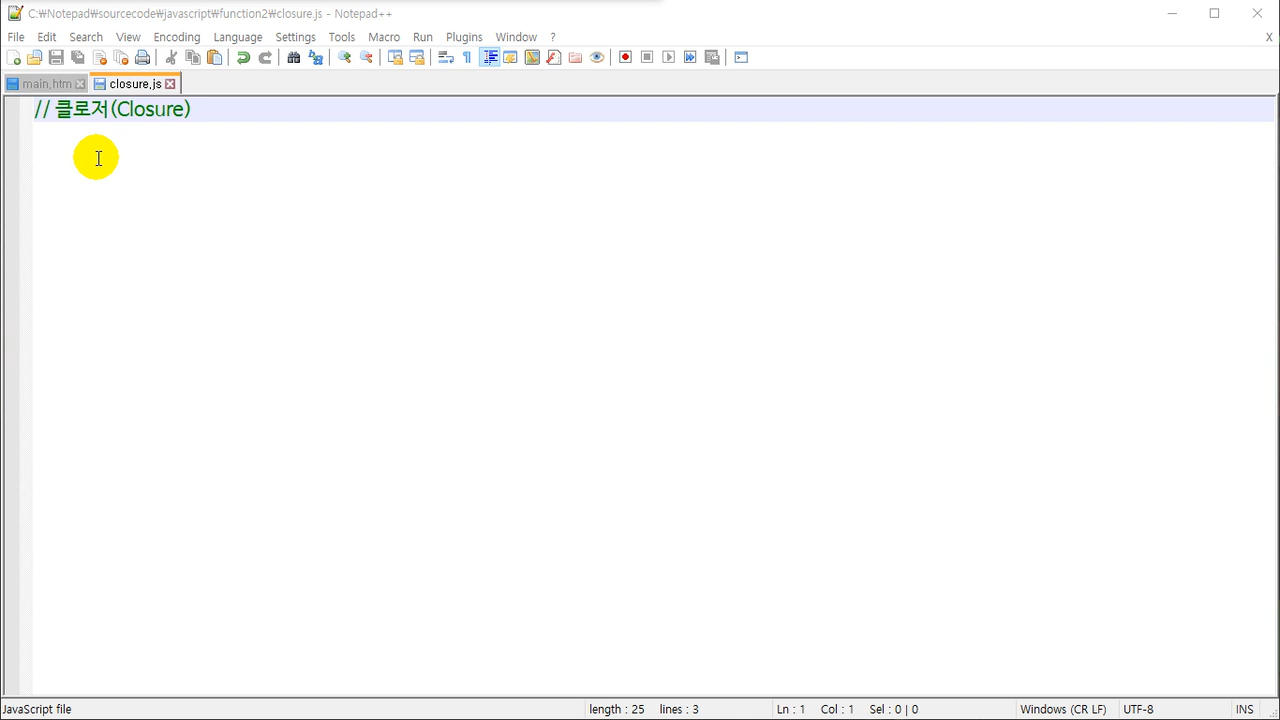 C:\Notepad\sourcecode\javascript\function2\closure.js - Notepad++
File Edit Search View Encoding Language Settings Tools Macro Run Plugins Window ? X
main.htm closure.js
// 클로저(Closure)
JavaScript file length : 25 lines : 3 Ln : 1 Col : 1 Sel : 0 | 0 Windows (CR LF) UTF-8 INS